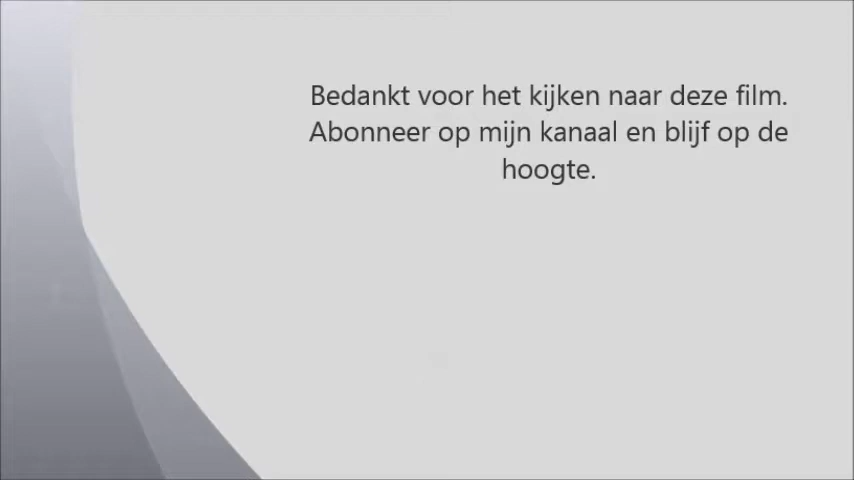 Bedankt voor het kijken naar deze film.
Abonneer op mijn kanaal en blijf op de
hoogte.